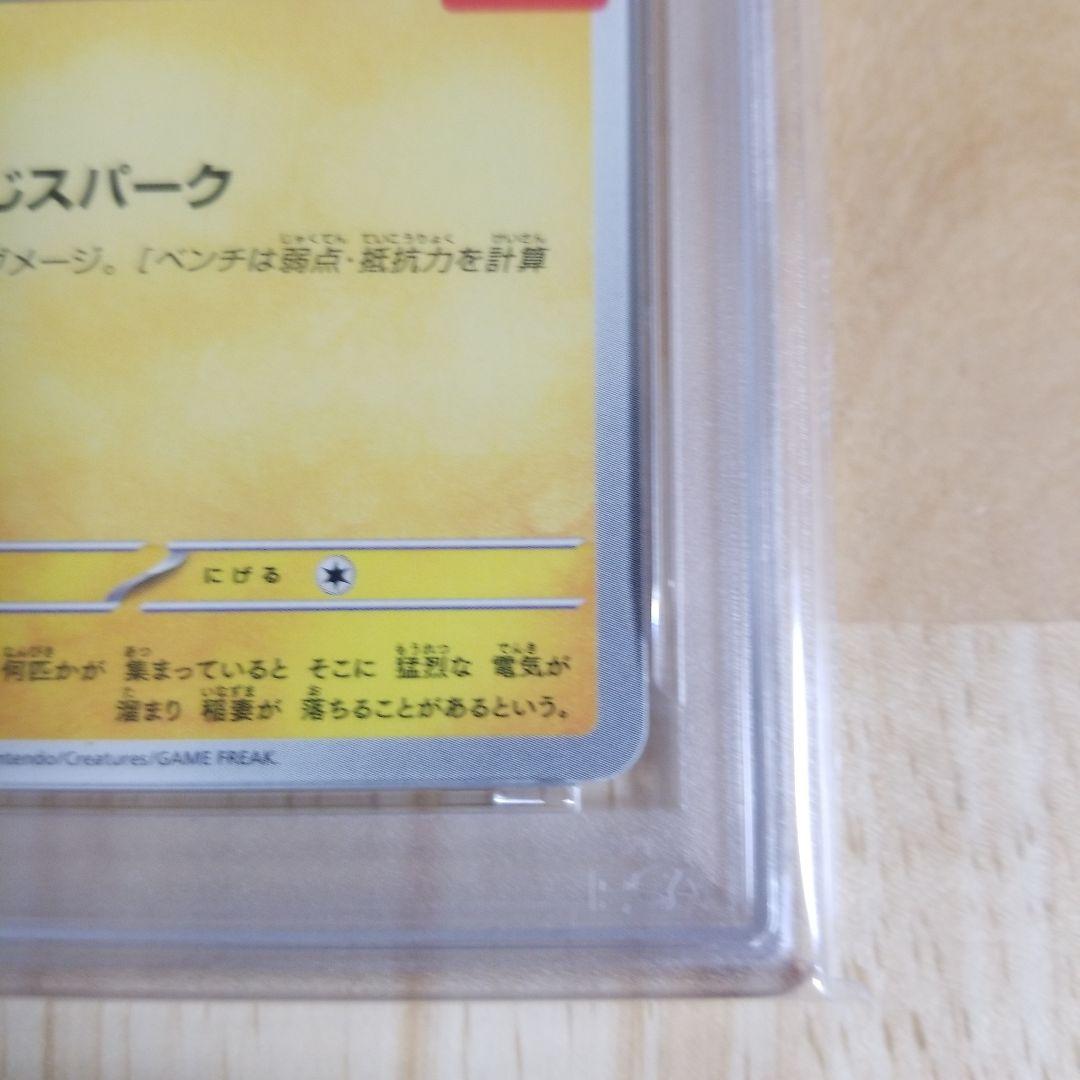 じスパーク
ダメージ。[ベンチは弱点・抵抗力を計算
にげる
何匹かが 集まっていると そこに 猛烈な 電気が
溜まり 稲妻が 落ちることがあるという。
ntendo/Creatures/GAME FREAK.